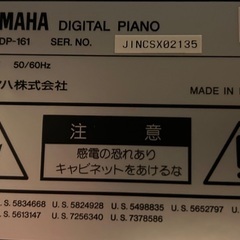 YAMAHA DIGITAL PIANO
DP-161 SER. NO. JINCSX02135
50/60Hz
ハ株式会社 MADE IN
注 意
感電の恐れあり
キャビネットをあけるな
U.S. 5834668 U.S. 5824928 U.S. 5498835 U.S. 5652797 U.S.
S. 5613147 U.S. 7256340 U.S. 7378586